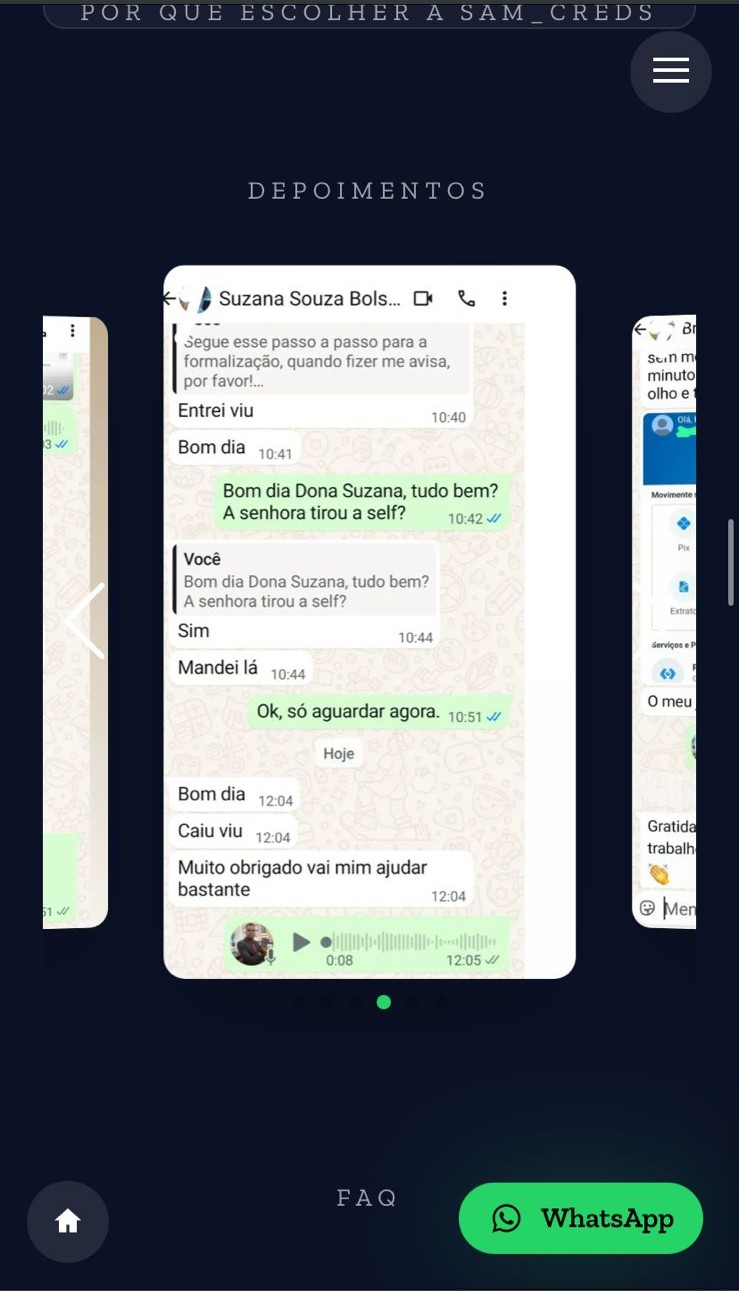 POR QUE ESCOLHER A SAM_CREDS
DEPOIMENTOS
Suzana Souza Bols...
Segue esse passo a passo para a
formalização, quando fizer me avisa,
por favor!...
Entrei viu
10:40
Bom dia 10:41
Bom dia Dona Suzana, tudo bem?
A senhora tirou a self? 10:42
Você
Bom dia Dona Suzana, tudo bem?
A senhora tirou a self?
Sim
10:44
Mandei lá 10:44
Ok, só aguardar agora. 10:51
Hoje
Bom dia 12:04
Caiu viu 12:04
Muito obrigado vai mim ajudar
bastante
12:04
0:08 12:05
sem
minuto
olho e
Olá,
Movimente
Pix
Extrato
Serviços e P
O meu
Gratida
trabalh
Men
FAQ
WhatsApp